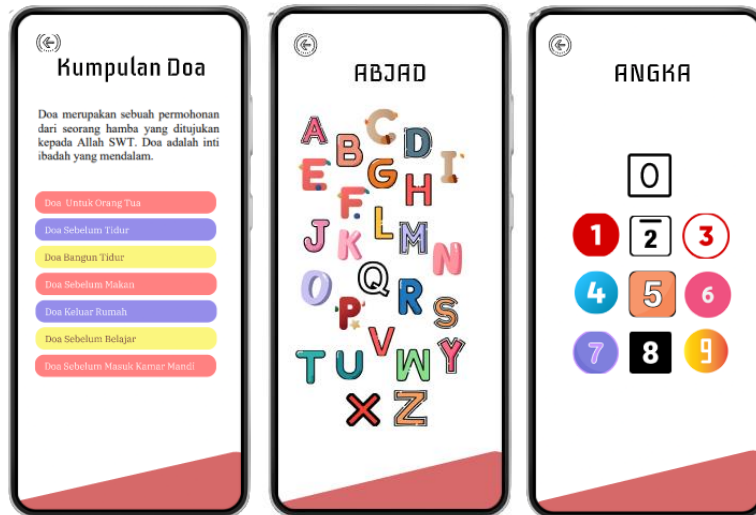 Kumpulan Doa
Doa merupakan sebuah permohonan
dari seorang hamba yang ditujukan
kepada Allah SWT. Doa adalah inti
ibadah yang mendalam.
Doa Untuk Orang Tua
Doa Sebelum Tidur
Doa Bangun Tidur
Doa Sebelum Makan
Doa Keluar Rumah
Doa Sebelum Belajar
Doa Sebelum Masuk Kamar Mandi
ABJAD
A B C D
E F G H I
J K L M N
O P Q R S
T U V W Y
X Z
ANGKA
0
1 2 3
4 5 6
7 8 9